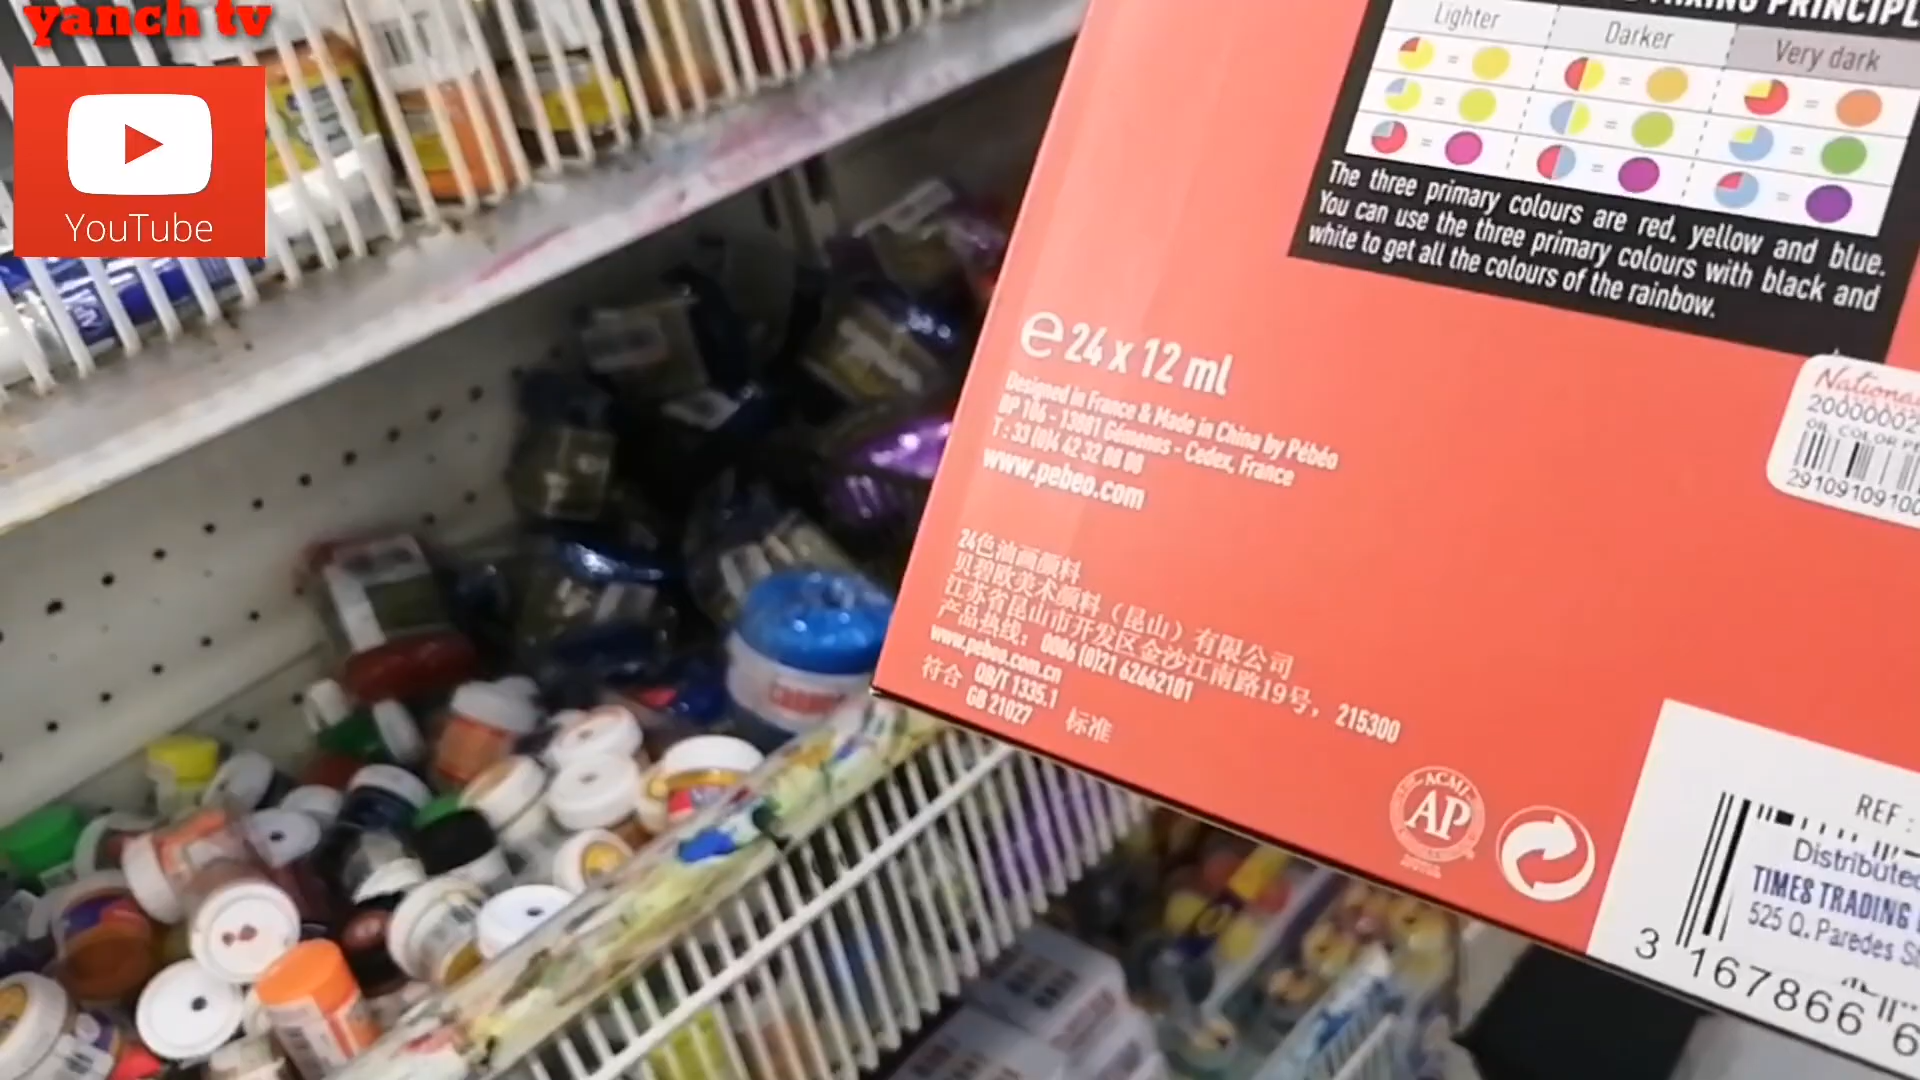 yanch tv
YouTube
MIXING PRINCIPL
Lighter
Darker
Very dark
The three primary colours are red, yellow and blue.
You can use the three primary colours with black and
white to get all the colours of the rainbow.
e 24 x 12 ml
Designed in France & Made in China by Pébéo
BP 106 - 13881 Gémenos - Cedex, France
T : 33 (0)4 42 32 08 08
www.pebeo.com
24色油画颜料
贝碧欧美术颜料（昆山）有限公司
江苏省昆山市开发区金沙江南路19号, 215300
产品热线: 0086 (0)21 62662101
www.pebeo.com.cn
符合 QB/T 1335.1
GB 21027 标准
ACMI
AP
Nationa
200000002
OIL COLOR PE
29109109100
REF :
Distributed
TIMES TRADING
525 Q. Paredes S
3 167866 6